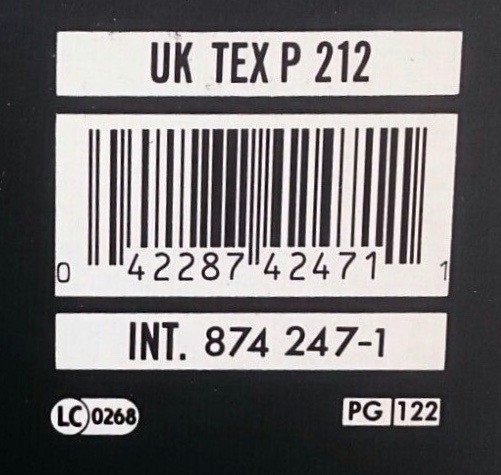 UK TEX P 212
0 42287 42471 1
INT. 874 247-1
LC 0268 PG 122